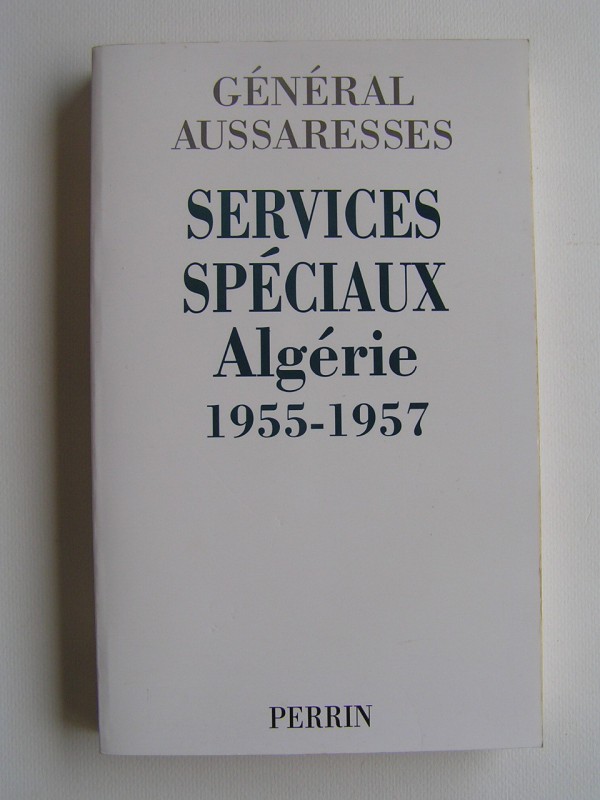 GÉNÉRAL
AUSSARESSES
SERVICES
SPÉCIAUX
Algérie
1955-1957
PERRIN